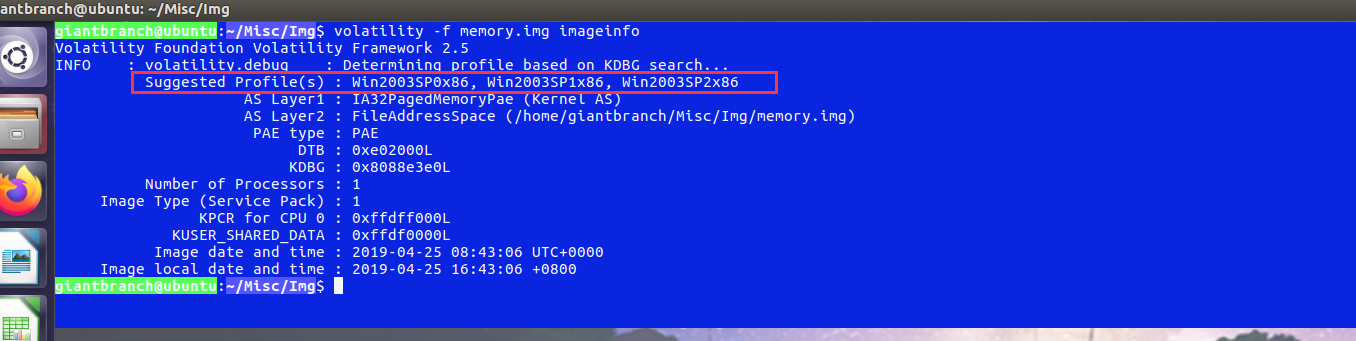 iantbranch@ubuntu: ~/Misc/Img
giantbranch@ubuntu:~/Misc/Img$ volatility -f memory.img imageinfo
Volatility Foundation Volatility Framework 2.5
INFO    : volatility.debug    : Determining profile based on KDBG search...
Suggested Profile(s) : Win2003SP0x86, Win2003SP1x86, Win2003SP2x86
AS Layer1 : IA32PagedMemoryPae (Kernel AS)
AS Layer2 : FileAddressSpace (/home/giantbranch/Misc/Img/memory.img)
PAE type : PAE
DTB : 0xe02000L
KDBG : 0x8088e3e0L
Number of Processors : 1
Image Type (Service Pack) : 1
KPCR for CPU 0 : 0xffdff000L
KUSER_SHARED_DATA : 0xffdf0000L
Image date and time : 2019-04-25 08:43:06 UTC+0000
Image local date and time : 2019-04-25 16:43:06 +0800
giantbranch@ubuntu:~/Misc/Img$